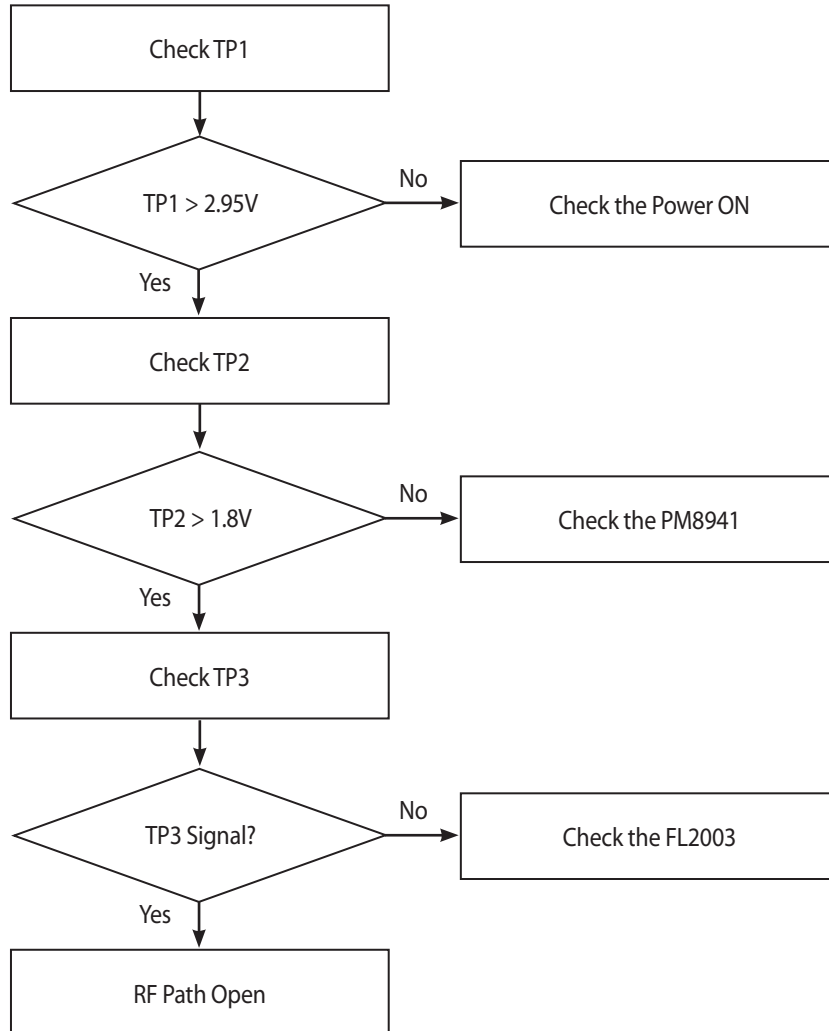 Check TP1
TP1 > 2.95V
No
Check the Power ON
Yes
Check TP2
TP2 > 1.8V
No
Check the PM8941
Yes
Check TP3
TP3 Signal?
No
Check the FL2003
Yes
RF Path Open